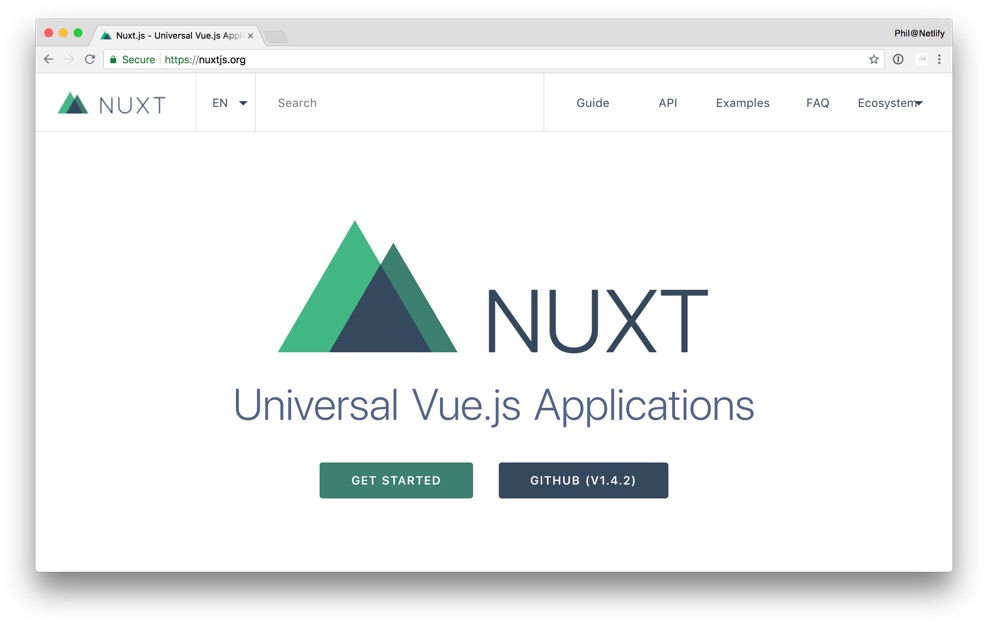 Nuxt.js - Universal Vue.js Appl
Phil@Netlify
Secure https://nuxtjs.org
NUXT EN Search Guide API Examples FAQ Ecosystem
NUXT
Universal Vue.js Applications
GET STARTED GITHUB (V1.4.2)